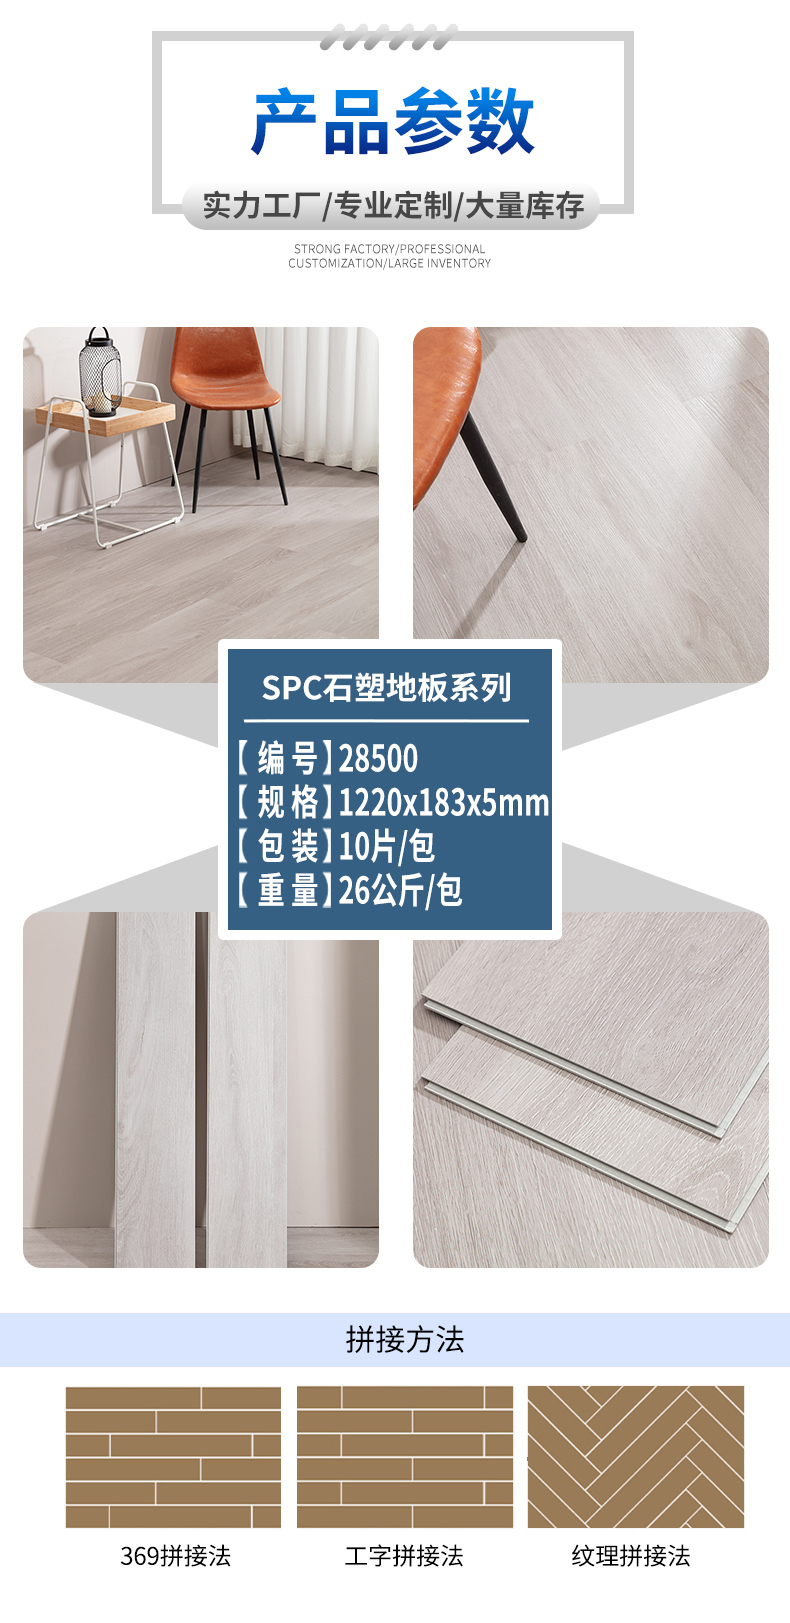 产品参数
实力工厂/专业定制/大量库存
STRONG FACTORY/PROFESSIONAL
CUSTOMIZATION/LARGE INVENTORY
SPC石塑地板系列
【编号】28500
【规格】1220x183x5mm
【包装】10片/包
【重量】26公斤/包
拼接方法
369拼接法
工字拼接法
纹理拼接法